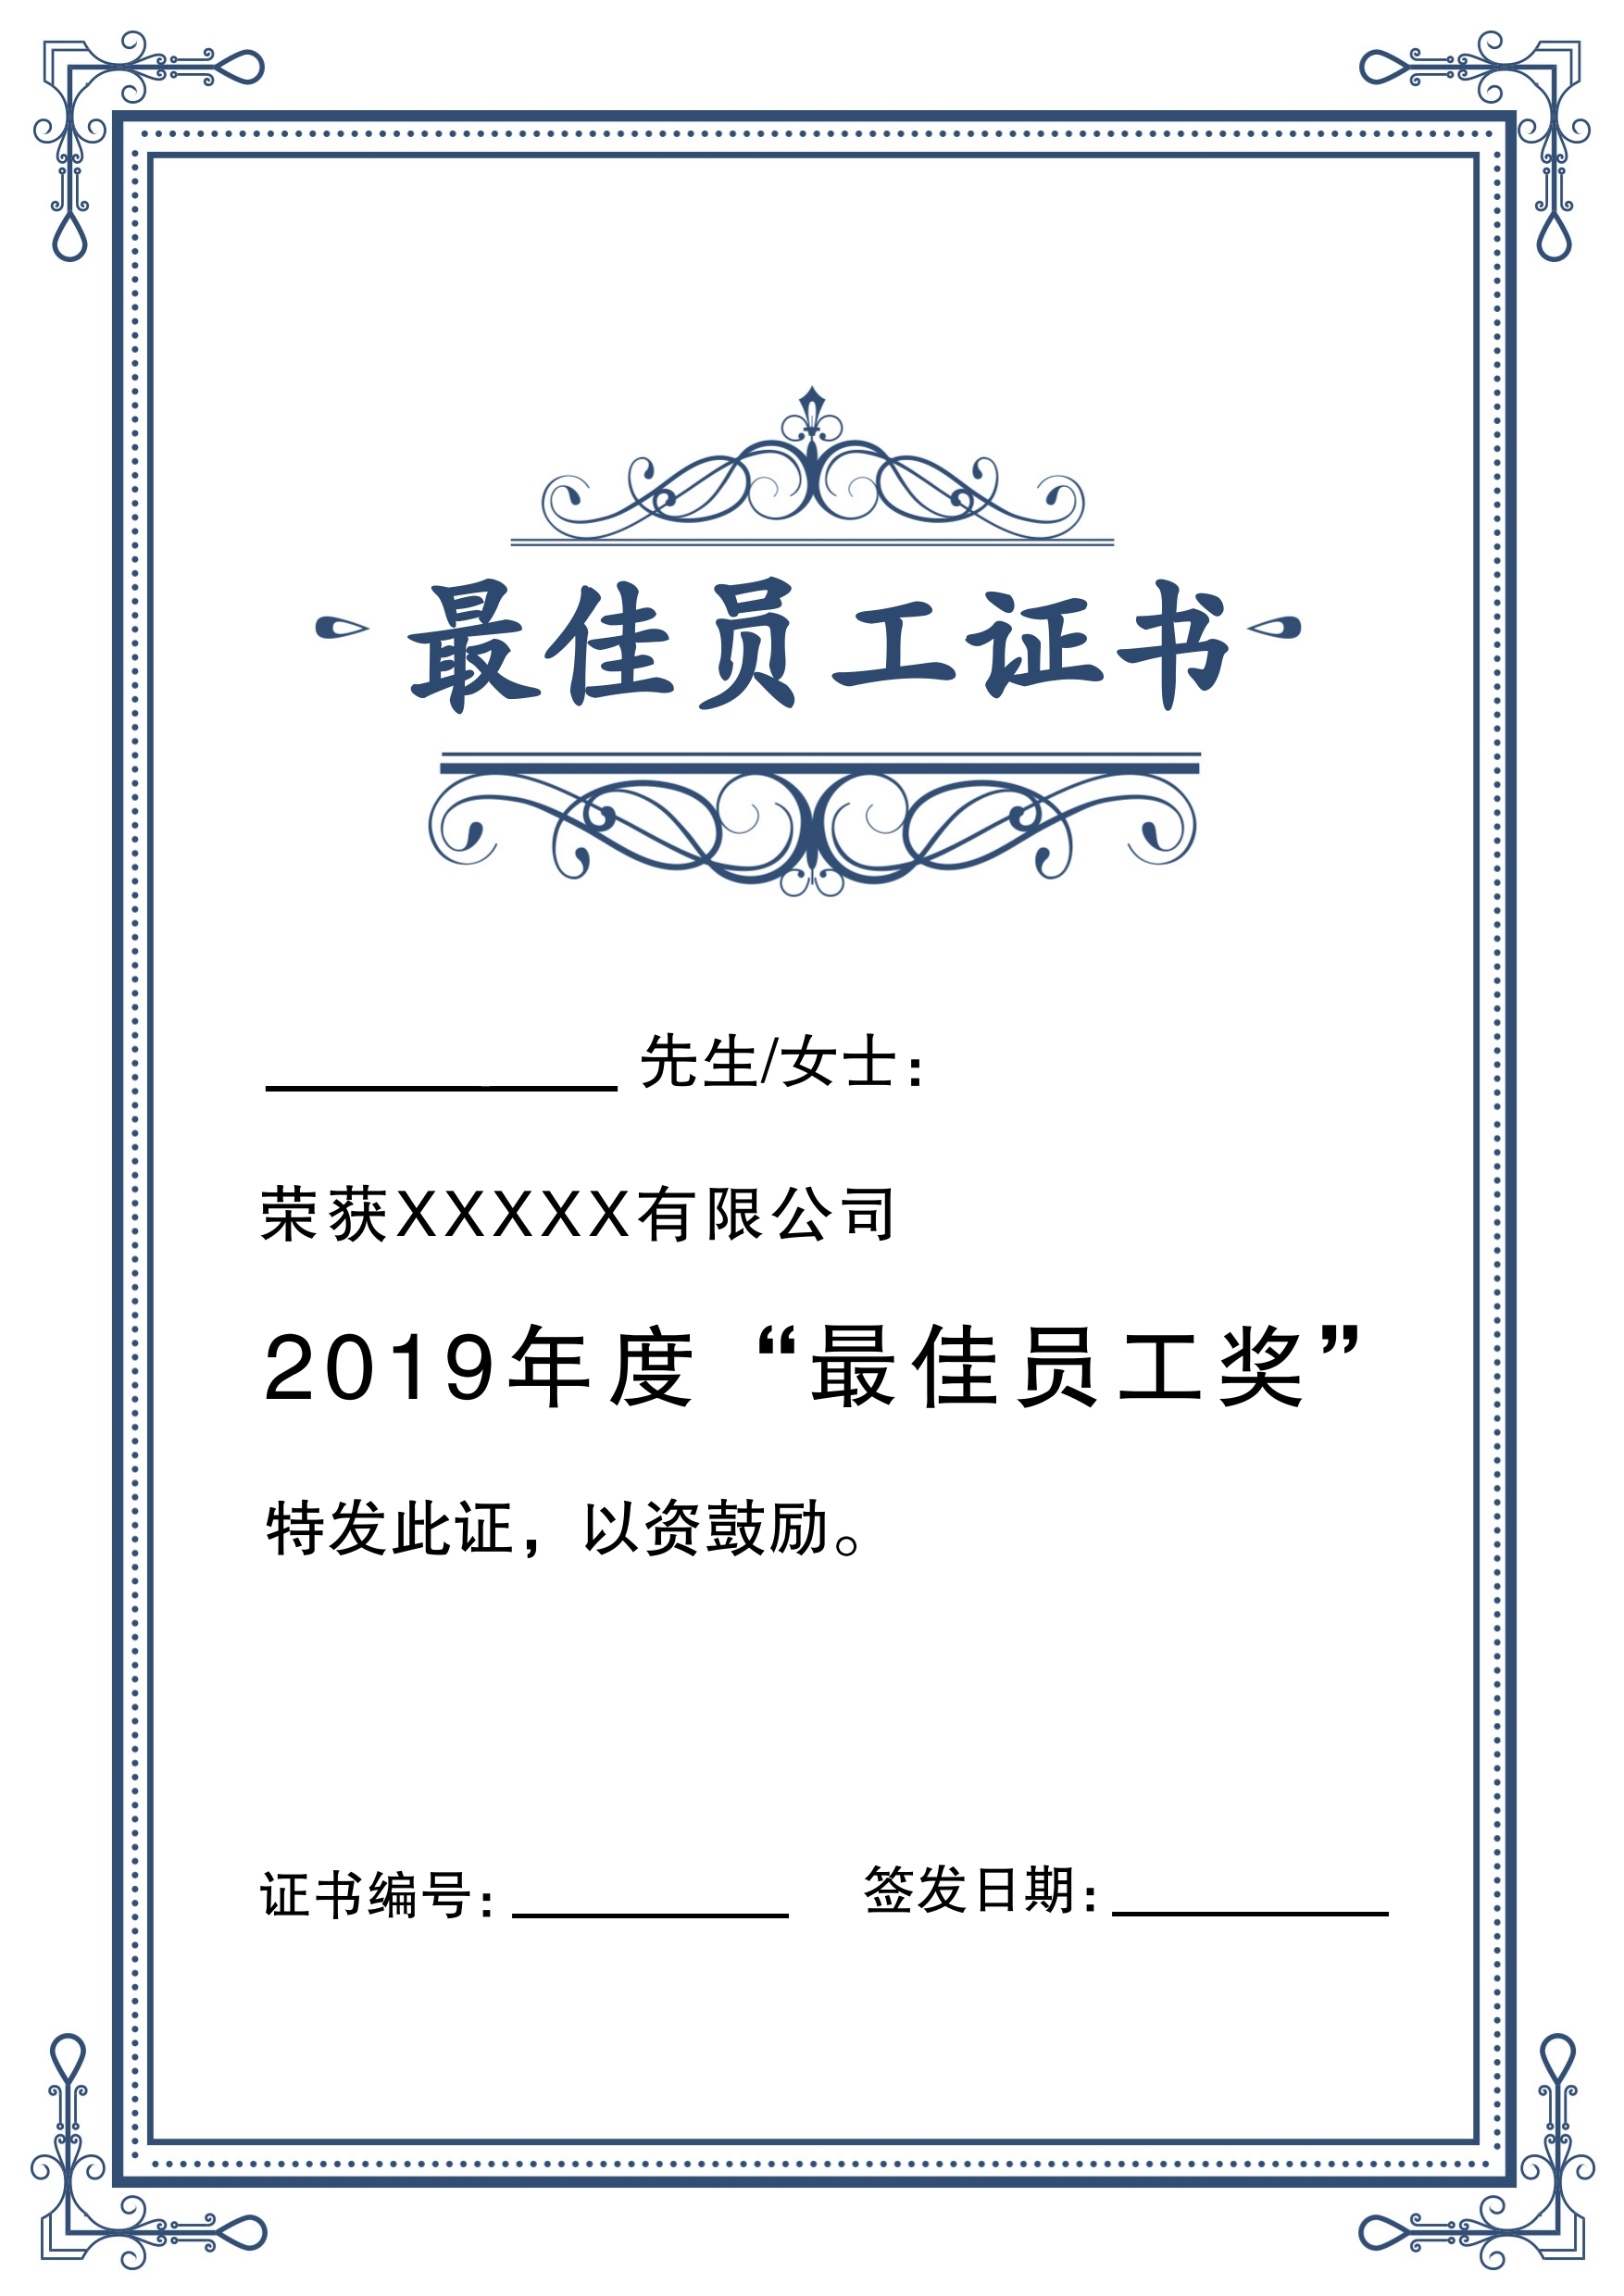 最佳员工证书
__________ 先生/女士：
荣获XXXXX有限公司
2019年度“最佳员工奖”
特发此证，以资鼓励。
证书编号：__________ 签发日期：__________